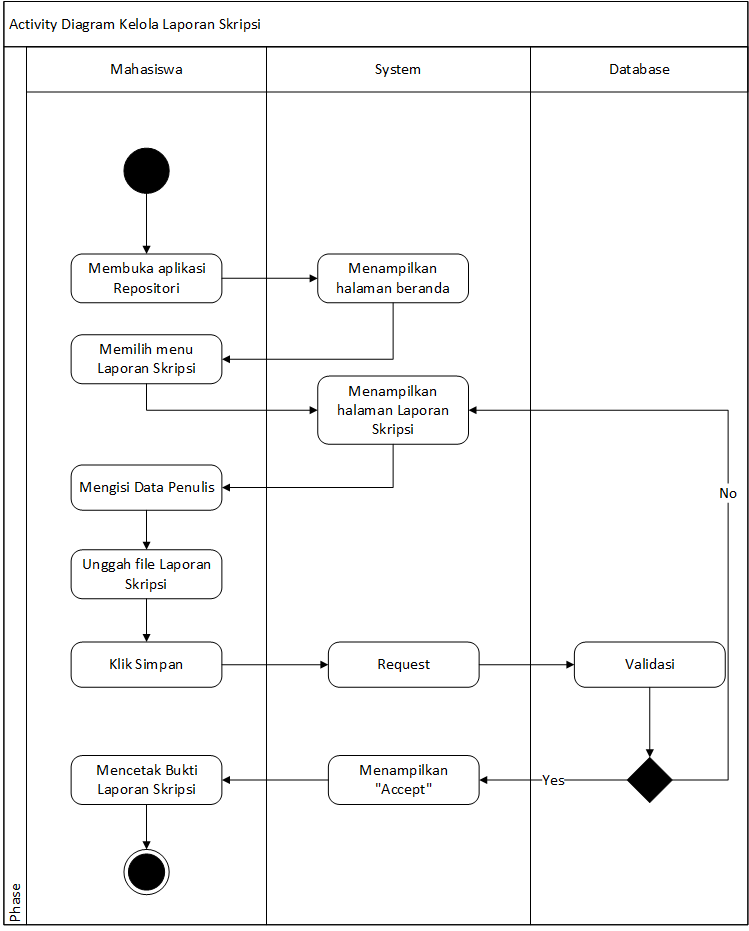 Activity Diagram Kelola Laporan Skripsi
Mahasiswa
System
Database
Membuka aplikasi
Repositori
Menampilkan
halaman beranda
Memilih menu
Laporan Skripsi
Menampilkan
halaman Laporan
Skripsi
Mengisi Data Penulis
No
Unggah file Laporan
Skripsi
Klik Simpan
Request
Validasi
Mencetak Bukti
Laporan Skripsi
Menampilkan
"Accept"
Yes
Phase